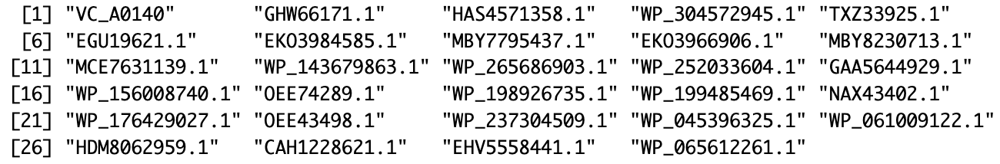 [1] "VC_A0140" "GHW66171.1" "HAS4571358.1" "WP_304572945.1" "TXZ33925.1"
[6] "EGU19621.1" "EKO3984585.1" "MBY7795437.1" "EKO3966906.1" "MBY8230713.1"
[11] "MCE7631139.1" "WP_143679863.1" "WP_265686903.1" "WP_252033604.1" "GAA5644929.1"
[16] "WP_156008740.1" "OEE74289.1" "WP_198926735.1" "WP_199485469.1" "NAX43402.1"
[21] "WP_176429027.1" "OEE43498.1" "WP_237304509.1" "WP_045396325.1" "WP_061009122.1"
[26] "HDM8062959.1" "CAH1228621.1" "EHV5558441.1" "WP_065612261.1"